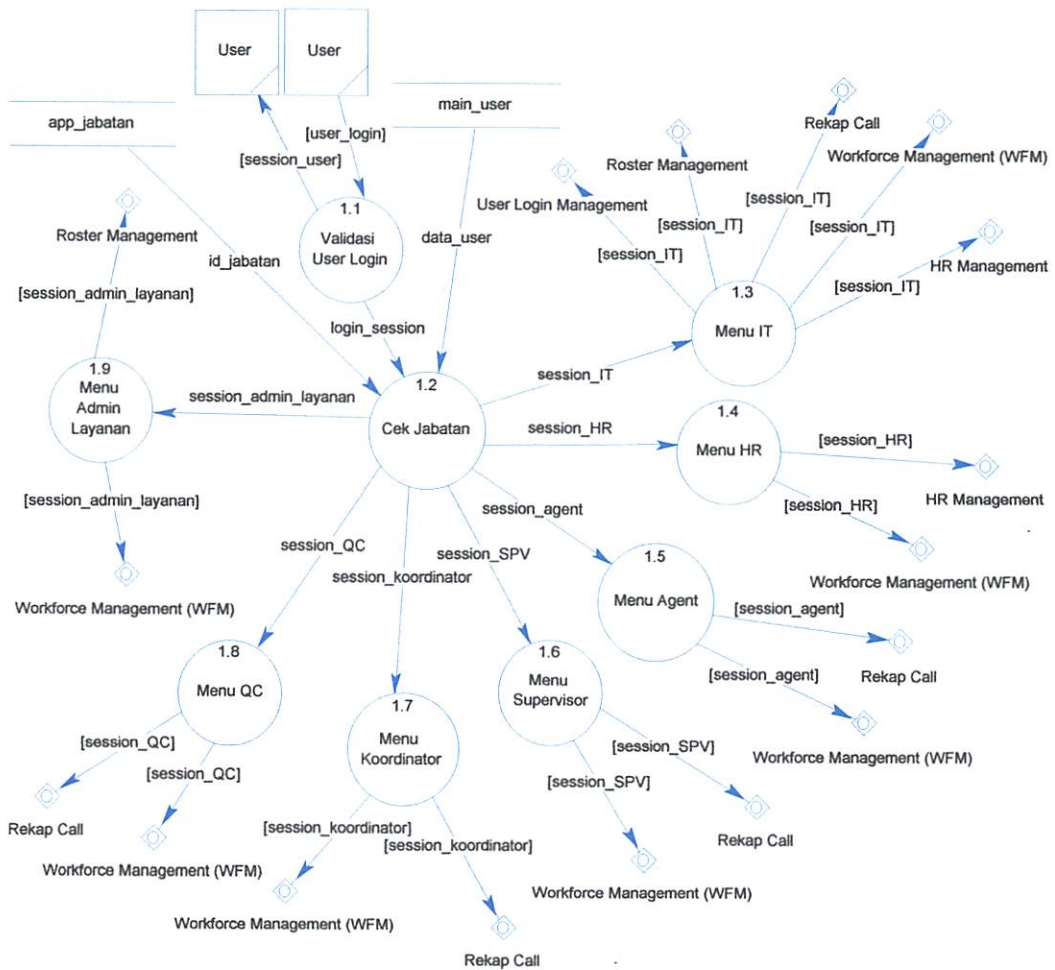 User
User
main_user
app_jabatan
[user_login]
[session_user]
Rekap Call
Roster Management
Workforce Management (WFM)
User Login Management
[session_IT]
[session_IT]
[session_IT]
[session_IT]
[session_IT]
HR Management
1.1
Validasi
User Login
Roster Management
id_jabatan
data_user
[session_admin_layanan]
login_session
1.3
Menu IT
1.9
Menu
Admin
Layanan
session_admin_layanan
1.2
Cek Jabatan
session_IT
session_HR
1.4
Menu HR
[session_HR]
HR Management
[session_HR]
Workforce Management (WFM)
[session_admin_layanan]
Workforce Management (WFM)
session_QC
session_koordinator
session_SPV
session_agent
1.5
Menu Agent
[session_agent]
Rekap Call
[session_agent]
Workforce Management (WFM)
1.8
Menu QC
1.7
Menu
Koordinator
1.6
Menu
Supervisor
[session_QC]
[session_QC]
Rekap Call
Workforce Management (WFM)
[session_SPV]
[session_SPV]
Rekap Call
Workforce Management (WFM)
[session_koordinator]
[session_koordinator]
Workforce Management (WFM)
Rekap Call